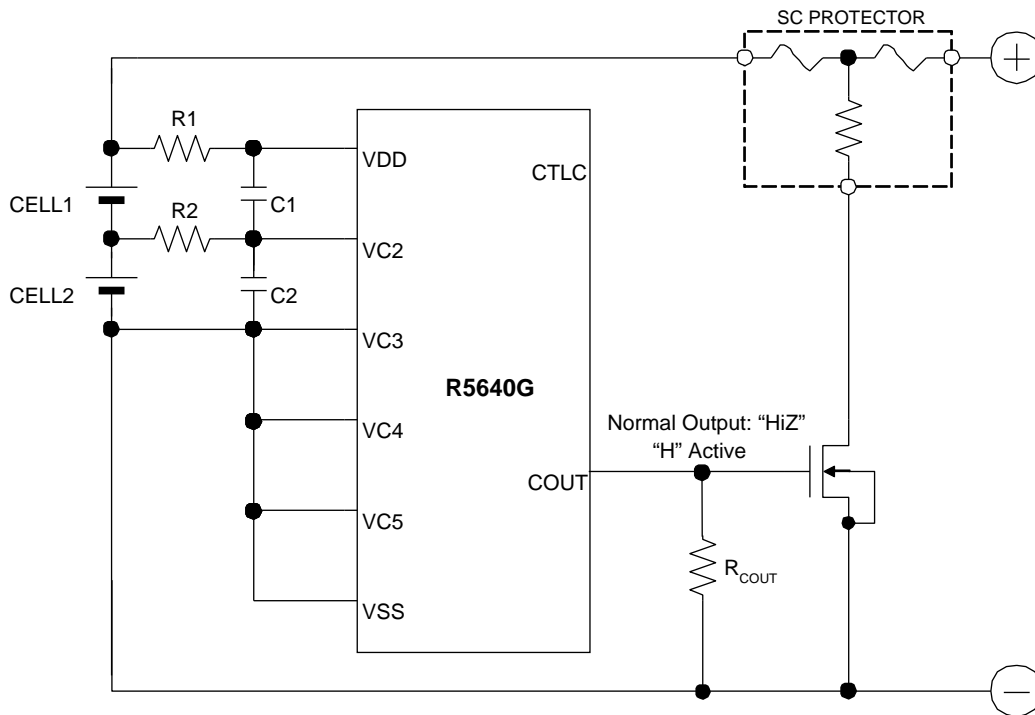 SC PROTECTOR
R1
VDD
CTLC
CELL1
R2
C1
VC2
CELL2
C2
VC3
R5640G
Normal Output: “HiZ”
“H” Active
VC4
COUT
VC5
RCOUT
VSS